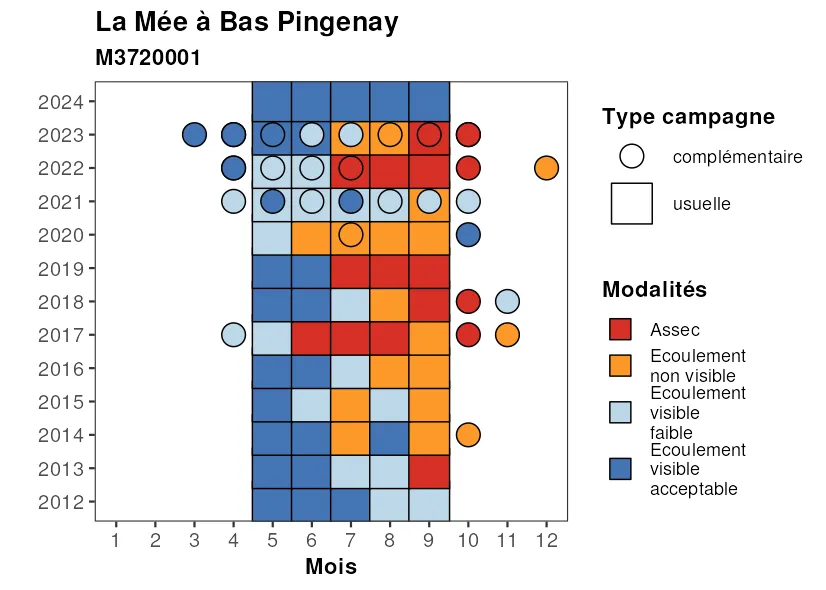 La Mée à Bas Pingenay
M3720001
2024
2023
2022
2021
2020
2019
2018
2017
2016
2015
2014
2013
2012
1 2 3 4 5 6 7 8 9 10 11 12
Mois
Type campagne
complémentaire
usuelle
Modalités
Assec
Ecoulement
non visible
Ecoulement
visible
faible
Ecoulement
visible
acceptable